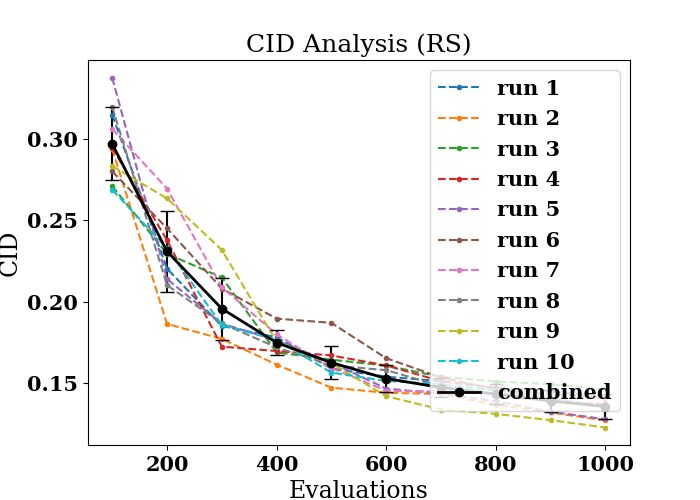 CID Analysis (RS)
CID
0.30
0.25
0.20
0.15
200
400
600
800
1000
Evaluations
run 1
run 2
run 3
run 4
run 5
run 6
run 7
run 8
run 9
run 10
combined